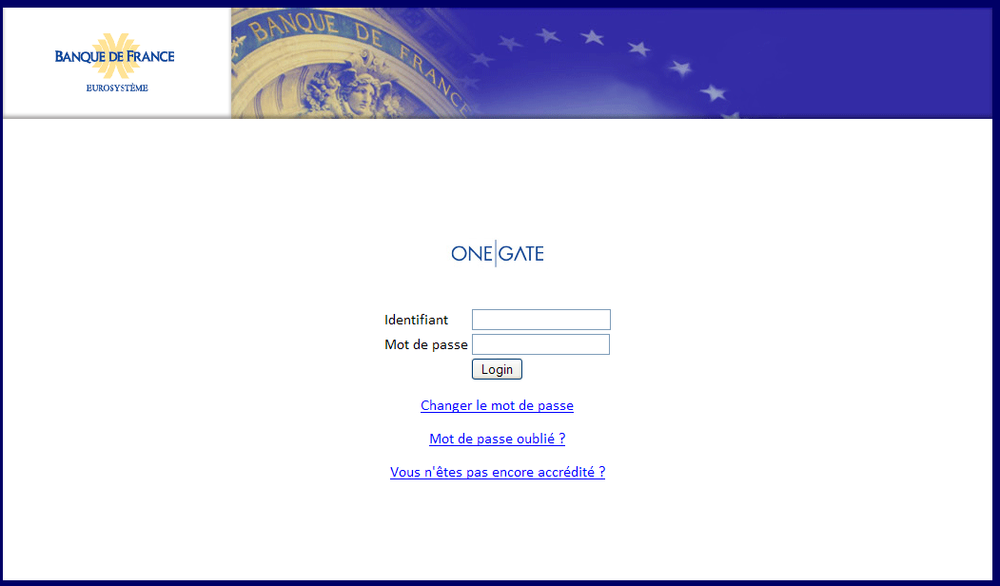 BANQUE DE FRANCE
EUROSYSTÈME
BANQUE DE FRANCE
ONE|GATE
Identifiant
Mot de passe
Login
Changer le mot de passe
Mot de passe oublié ?
Vous n'êtes pas encore accrédité ?